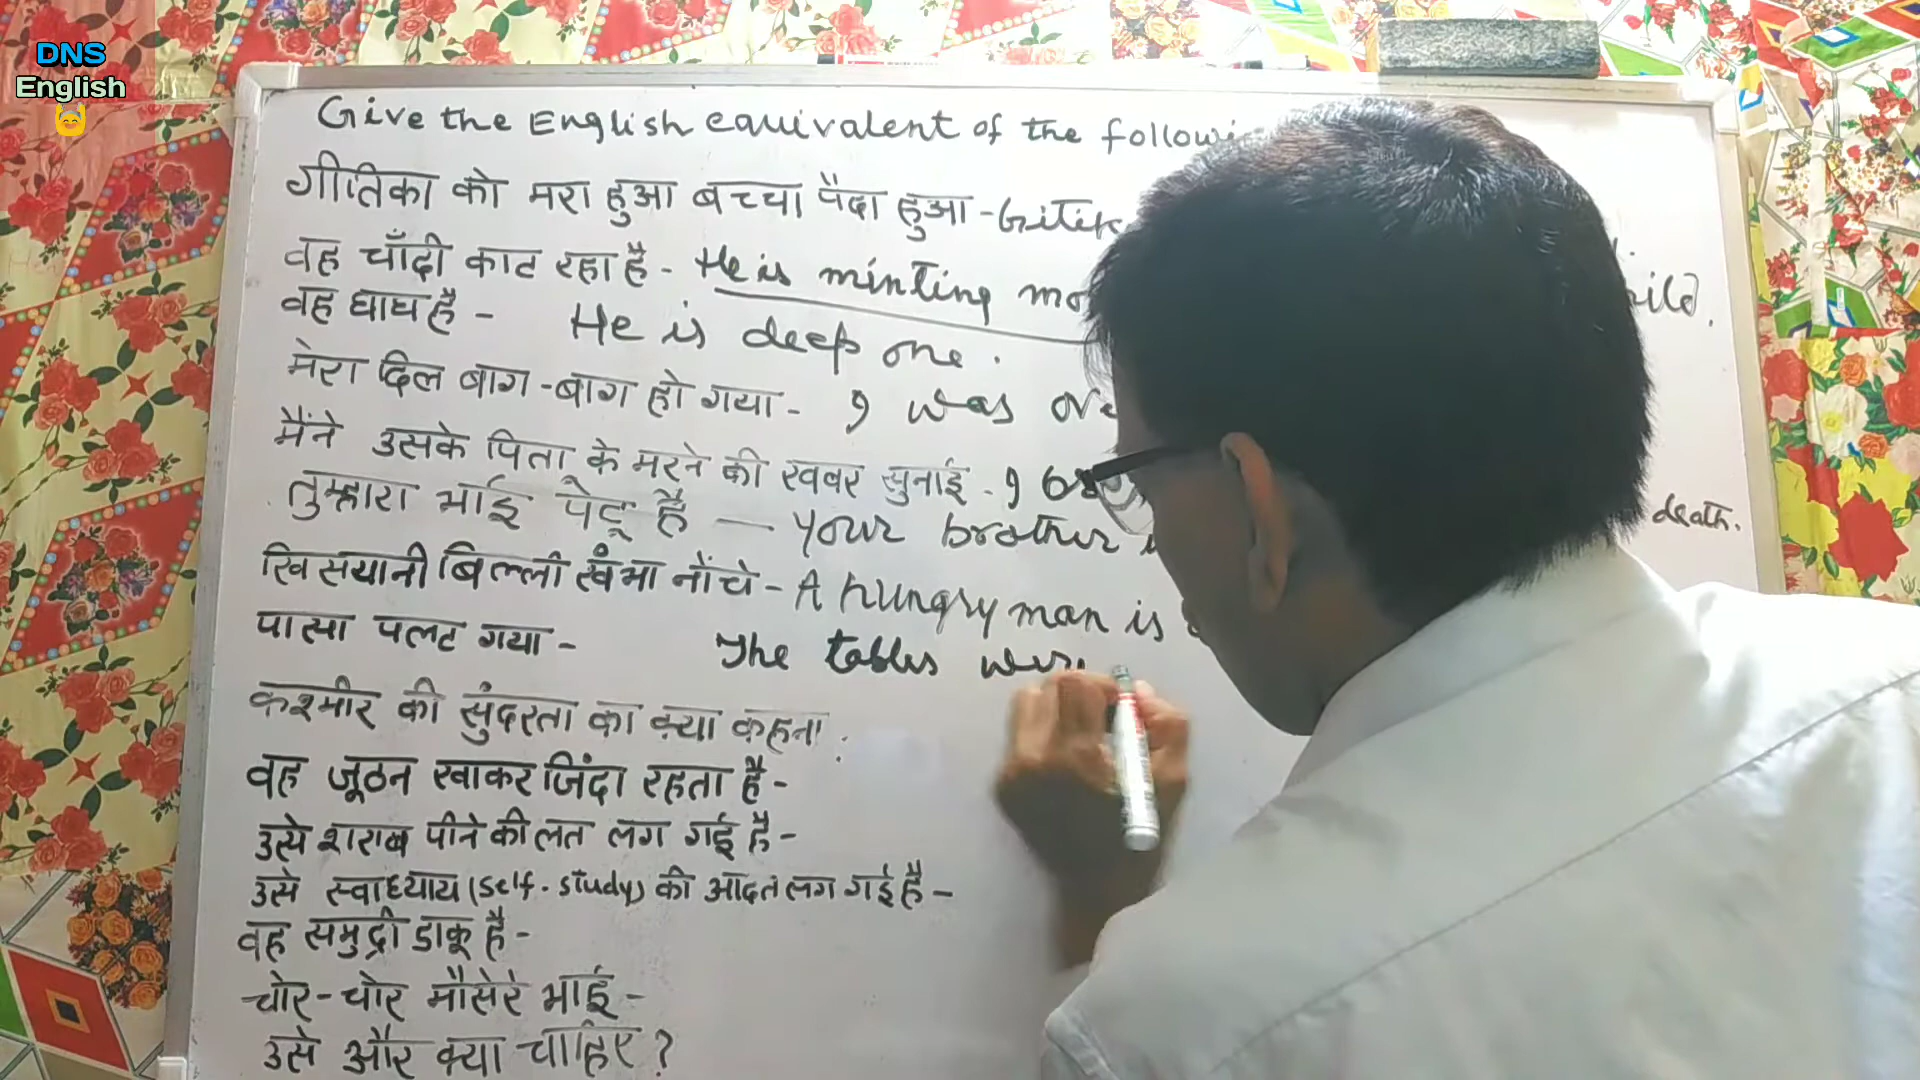 DNS
English
Give the English equivalent of the
गीतिका को मरा हुआ बच्चा पैदा हुआ -
वह चाँदी काट रहा है - He is minting
वह घाघ है - He is deep one.
मेरा दिल बाग-बाग हो गया - I was
मैंने उसके पिता के मरने की खबर सुनाई - I death.
तुम्हारा भाई पेटू है - your brother
खिसयानी बिल्ली खंभा नोंचे - A hungry man is
पासा पलट गया - The tables were
कश्मीर की सुंदरता का क्या कहना :
वह जूठन खाकर जिंदा रहता है -
उसे शराब पीने की लत लग गई है -
उसे स्वाध्याय (self-study) की आदत लग गई है -
वह समुद्री डाकू है -
चोर-चोर मौसेरे भाई -
उसे और क्या चाहिए ?